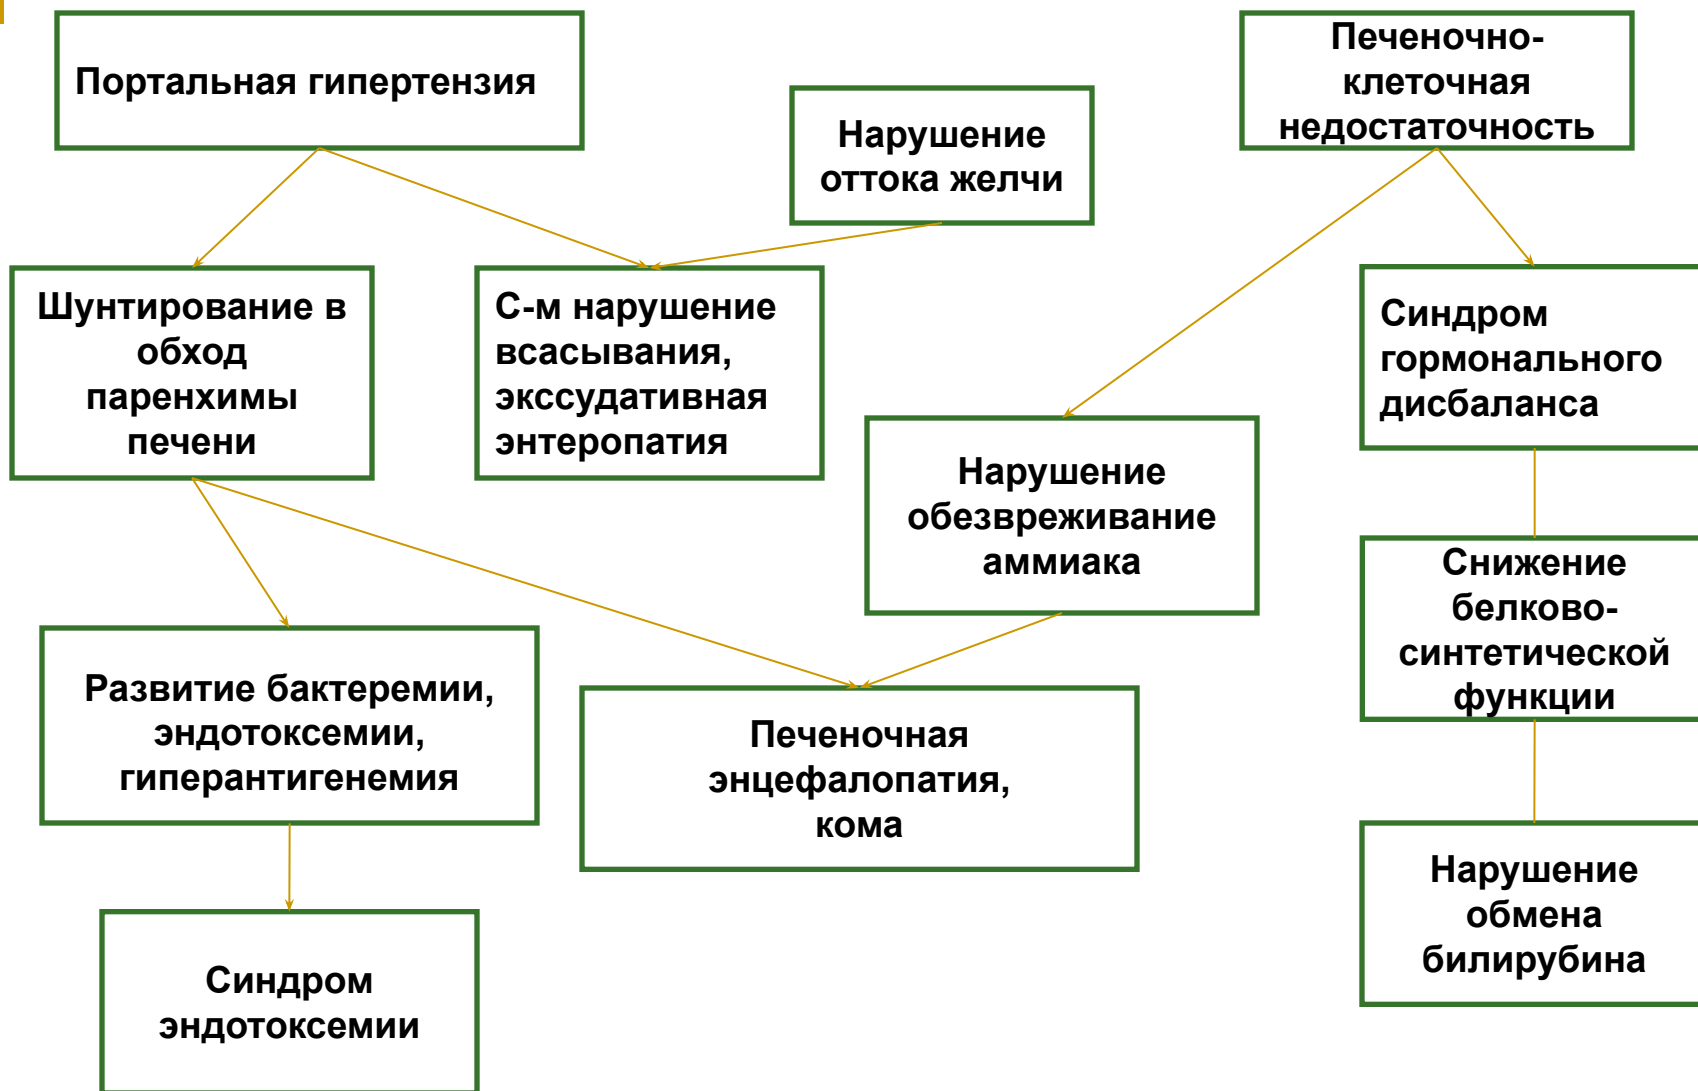 Портальная гипертензия
Печеночно-
клеточная
недостаточность
Нарушение
оттока желчи
Шунтирование в
обход
паренхимы
печени
С-м нарушение
всасывания,
экссудативная
энтеропатия
Синдром
гормонального
дисбаланса
Нарушение
обезвреживание
аммиака
Снижение
белково-
синтетической
функции
Развитие бактеремии,
эндотоксемии,
гиперантигенемия
Печеночная
энцефалопатия,
кома
Нарушение
обмена
билирубина
Синдром
эндотоксемии